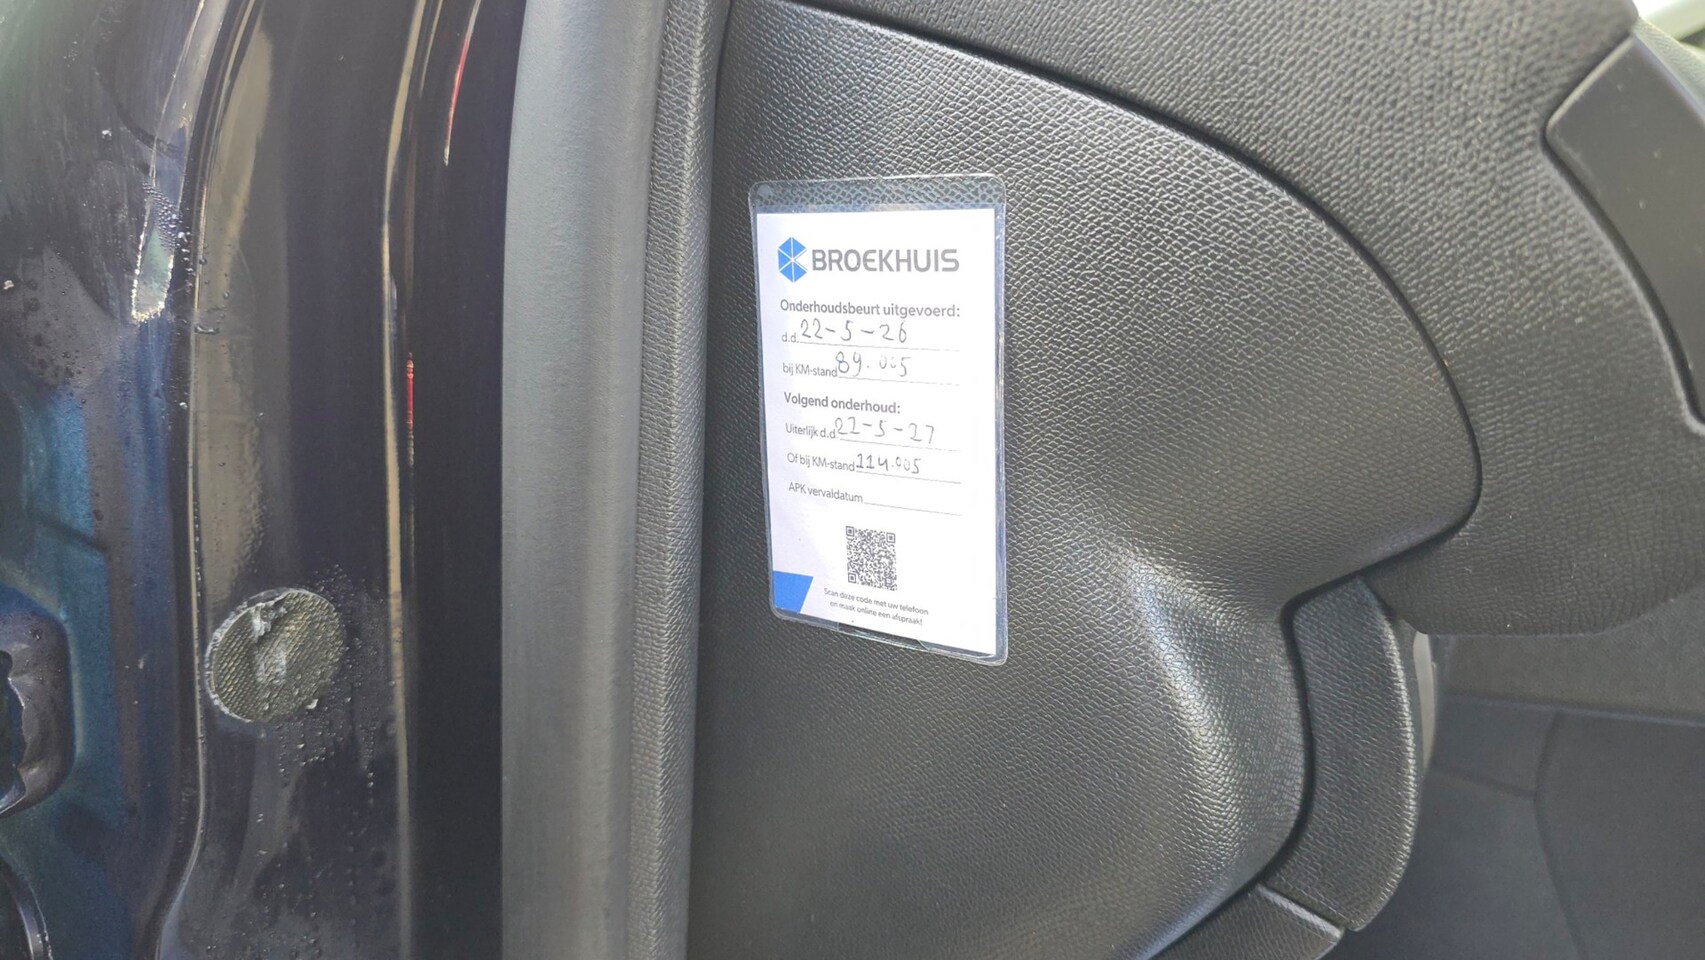 BROEKHUIS
Onderhoudsbeurt uitgevoerd:
d.d. 22-5-26
bij KM-stand 89.005
Volgend onderhoud:
Uiterlijk d.d. 22-5-27
Of bij KM-stand 114.005
APK vervaldatum
Scan deze code met uw telefoon
en maak online een afspraak!